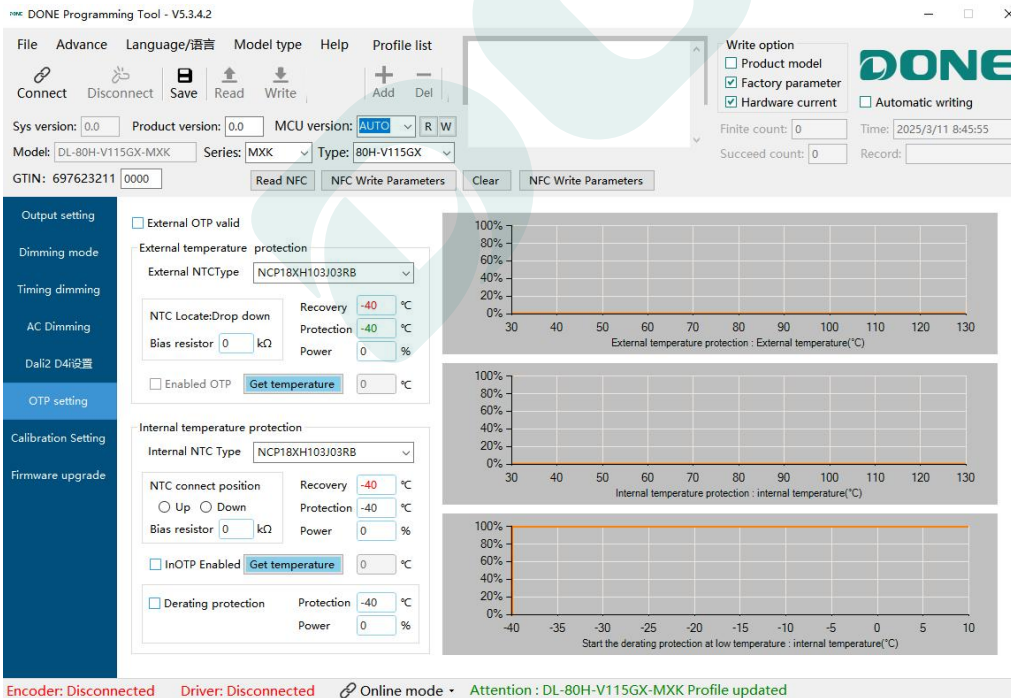 DONE DONE Programming Tool - V5.3.4.2
File Advance Language/语言 Model type Help Profile list
Connect Disconnect Save Read Write Add Del
Write option
Product model
Factory parameter
Hardware current
DONE
Automatic writing
Sys version: 0.0 Product version: 0.0 MCU version: AUTO R W
Finite count: 0 Time: 2025/3/11 8:45:55
Model: DL-80H-V115GX-MXK Series: MXK Type: 80H-V115GX
Succeed count: 0 Record:
GTIN: 697623211 0000 Read NFC NFC Write Parameters Clear NFC Write Parameters
Output setting
Dimming mode
Timing dimming
AC Dimming
Dali2 D4i设置
OTP setting
Calibration Setting
Firmware upgrade
External OTP valid
External temperature protection
External NTCType NCP18XH103J03RB
NTC Locate:Drop down
Bias resistor 0 kΩ
Recovery -40 ℃
Protection -40 ℃
Power 0 %
Enabled OTP Get temperature 0 ℃
Internal temperature protection
Internal NTC Type NCP18XH103J03RB
NTC connect position
Up Down
Bias resistor 0 kΩ
Recovery -40 ℃
Protection -40 ℃
Power 0 %
InOTP Enabled Get temperature 0 ℃
Derating protection Protection -40 ℃
Power 0 %
100%
80%
60%
40%
20%
0%
30 40 50 60 70 80 90 100 110 120 130
External temperature protection : External temperature(°C)
100%
80%
60%
40%
20%
0%
30 40 50 60 70 80 90 100 110 120 130
Internal temperature protection : internal temperature(°C)
100%
80%
60%
40%
20%
0%
-40 -35 -30 -25 -20 -15 -10 -5 0 5 10
Start the derating protection at low temperature : internal temperature(°C)
Encoder: Disconnected Driver: Disconnected Online mode Attention : DL-80H-V115GX-MXK Profile updated